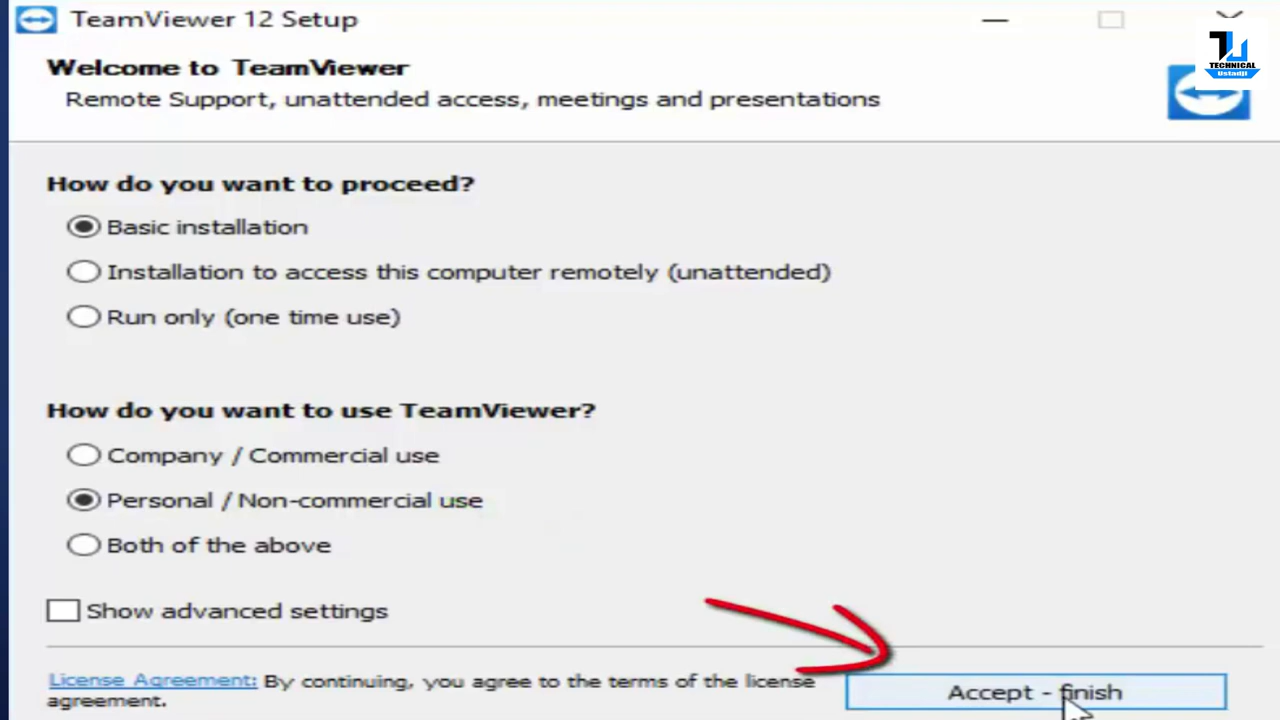 TeamViewer 12 Setup
TECHNICAL
Ustadji
Welcome to TeamViewer
Remote Support, unattended access, meetings and presentations
How do you want to proceed?
Basic installation
Installation to access this computer remotely (unattended)
Run only (one time use)
How do you want to use TeamViewer?
Company / Commercial use
Personal / Non-commercial use
Both of the above
Show advanced settings
License Agreement: By continuing, you agree to the terms of the license
agreement.
Accept - finish